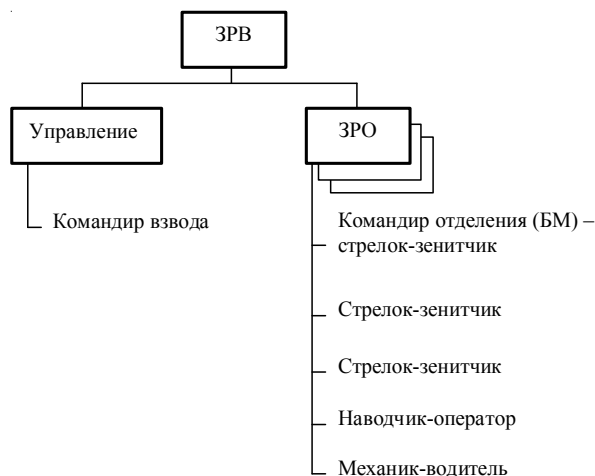 ЗРВ
Управление
ЗРО
Командир взвода
Командир отделения (БМ) –
стрелок-зенитчик
Стрелок-зенитчик
Стрелок-зенитчик
Наводчик-оператор
Механик-водитель